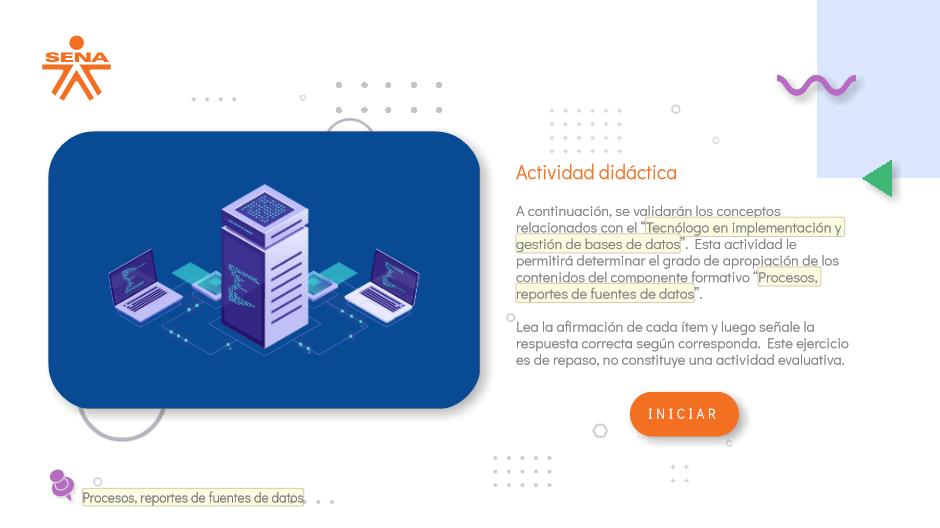 SENA
Actividad didáctica
A continuación, se validarán los conceptos
relacionados con el “Tecnólogo en implementación y
gestión de bases de datos”. Esta actividad le
permitirá determinar el grado de apropiación de los
contenidos del componente formativo “Procesos,
reportes de fuentes de datos”.
Lea la afirmación de cada ítem y luego señale la
respuesta correcta según corresponda. Este ejercicio
es de repaso, no constituye una actividad evaluativa.
INICIAR
Procesos, reportes de fuentes de datos